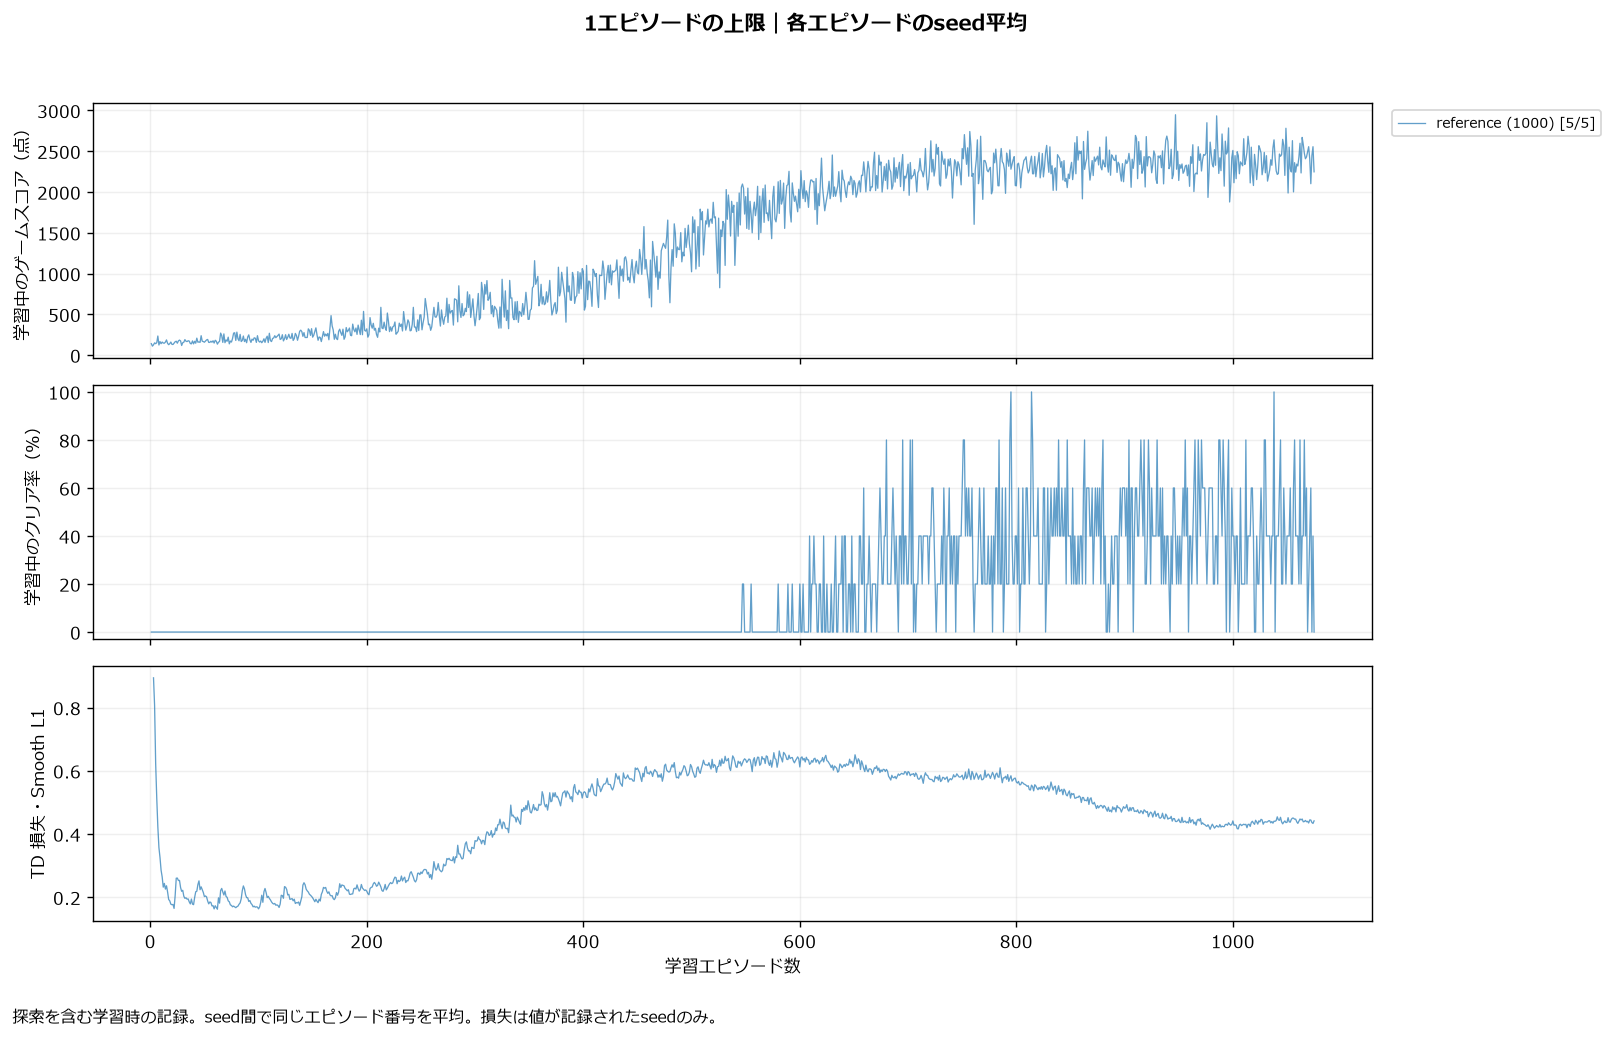 1エピソードの上限｜各エピソードのseed平均
reference (1000) [5/5]
学習中のゲームスコア（点）
3000
2500
2000
1500
1000
500
0
学習中のクリア率（%）
100
80
60
40
20
0
TD 損失・Smooth L1
0.8
0.6
0.4
0.2
0 200 400 600 800 1000
学習エピソード数
探索を含む学習時の記録。seed間で同じエピソード番号を平均。損失は値が記録されたseedのみ。